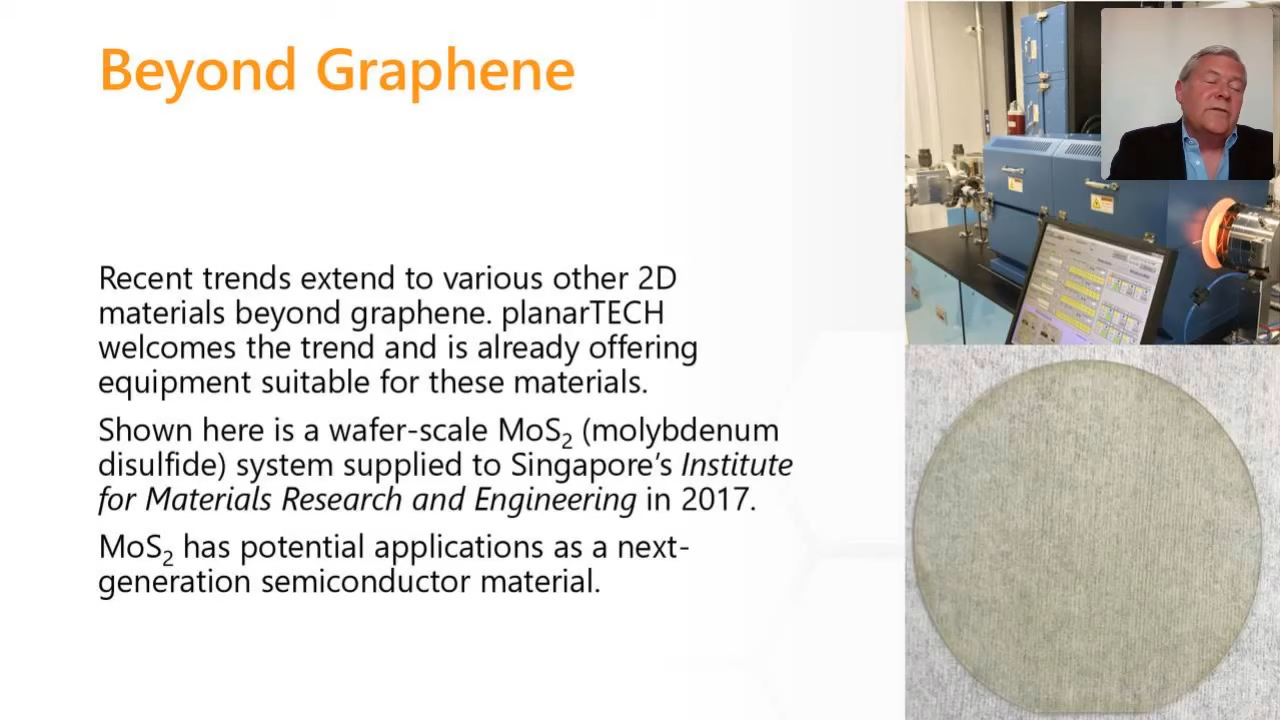 Beyond Graphene
Recent trends extend to various other 2D
materials beyond graphene. planarTECH
welcomes the trend and is already offering
equipment suitable for these materials.
Shown here is a wafer-scale MoS₂ (molybdenum
disulfide) system supplied to Singapore’s Institute
for Materials Research and Engineering in 2017.
MoS₂ has potential applications as a next-
generation semiconductor material.